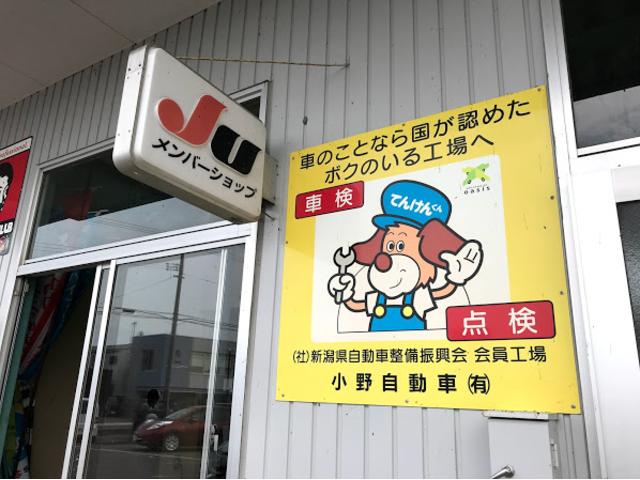 JU
メンバーショップ
車のことなら国が認めた
ボクのいる工場へ
oasis
車検
てんけんくん
点検
(社)新潟県自動車整備振興会 会員工場
小野自動車(有)